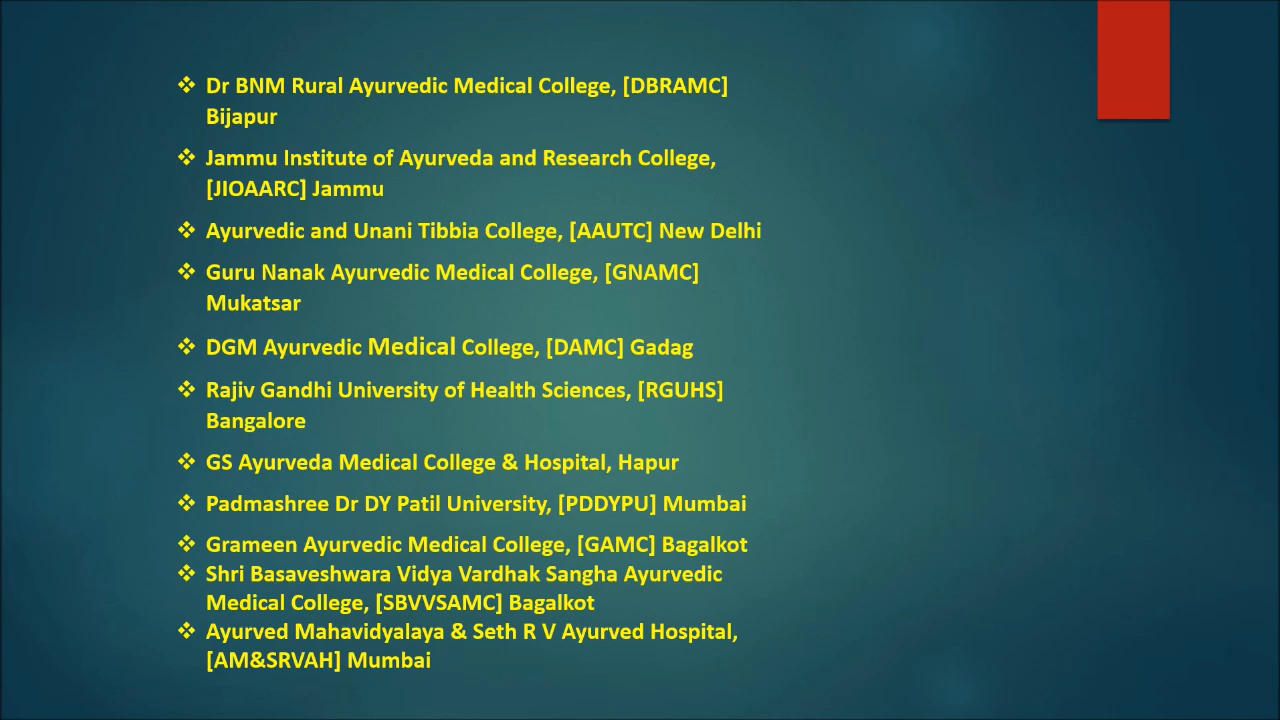 ❖ Dr BNM Rural Ayurvedic Medical College, [DBRAMC]
Bijapur
❖ Jammu Institute of Ayurveda and Research College,
[JIOAARC] Jammu
❖ Ayurvedic and Unani Tibbia College, [AAUTC] New Delhi
❖ Guru Nanak Ayurvedic Medical College, [GNAMC]
Mukatsar
❖ DGM Ayurvedic Medical College, [DAMC] Gadag
❖ Rajiv Gandhi University of Health Sciences, [RGUHS]
Bangalore
❖ GS Ayurveda Medical College & Hospital, Hapur
❖ Padmashree Dr DY Patil University, [PDDYPU] Mumbai
❖ Grameen Ayurvedic Medical College, [GAMC] Bagalkot
❖ Shri Basaveshwara Vidya Vardhak Sangha Ayurvedic
Medical College, [SBVVSAMC] Bagalkot
❖ Ayurved Mahavidyalaya & Seth R V Ayurved Hospital,
[AM&SRVAH] Mumbai